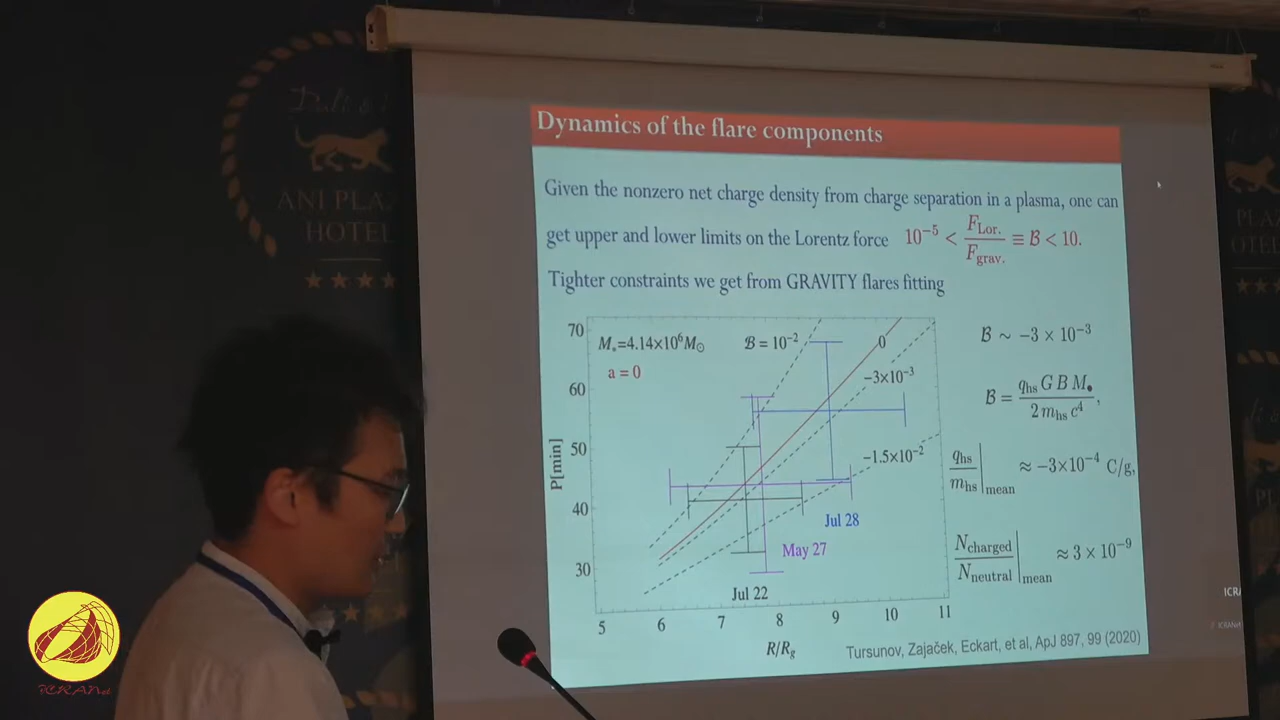 ANI PLA
HOTEL
Dynamics of the flare components
Given the nonzero net charge density from charge separation in a plasma, one can
get upper and lower limits on the Lorentz force 10⁻⁵ < F_Lor. / F_grav. ≡ ℬ < 10.
Tighter constraints we get from GRAVITY flares fitting
70
60
50
40
30
P[min]
M•=4.14×10⁶M⊙
a = 0
ℬ = 10⁻²
0
−3×10⁻³
−1.5×10⁻²
Jul 28
May 27
Jul 22
5 6 7 8 9 10 11
R/R_g
ℬ ∼ −3 × 10⁻³
ℬ = q_hs G B M• / 2 m_hs c⁴,
q_hs / m_hs |mean ≈ −3×10⁻⁴ C/g,
N_charged / N_neutral |mean ≈ 3 × 10⁻⁹
Tursunov, Zajaček, Eckart, et al, ApJ 897, 99 (2020)
ICRA
ICRANet